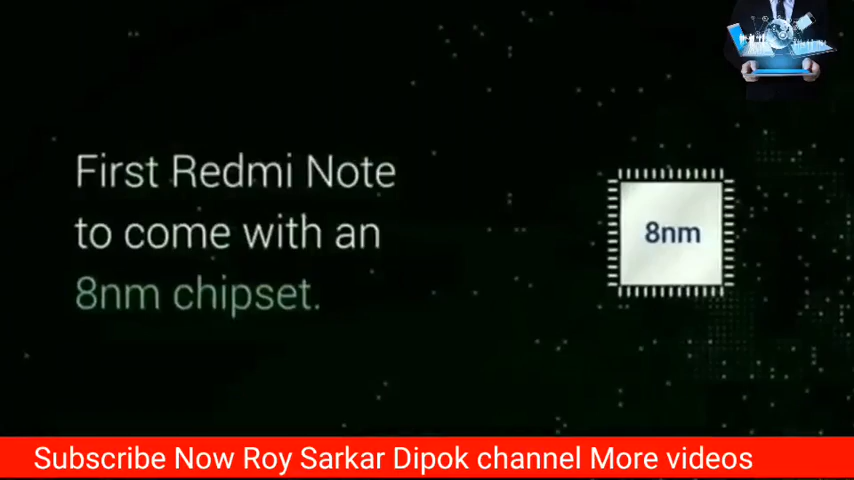 First Redmi Note
to come with an
8nm chipset.
8nm
Subscribe Now Roy Sarkar Dipok channel More videos